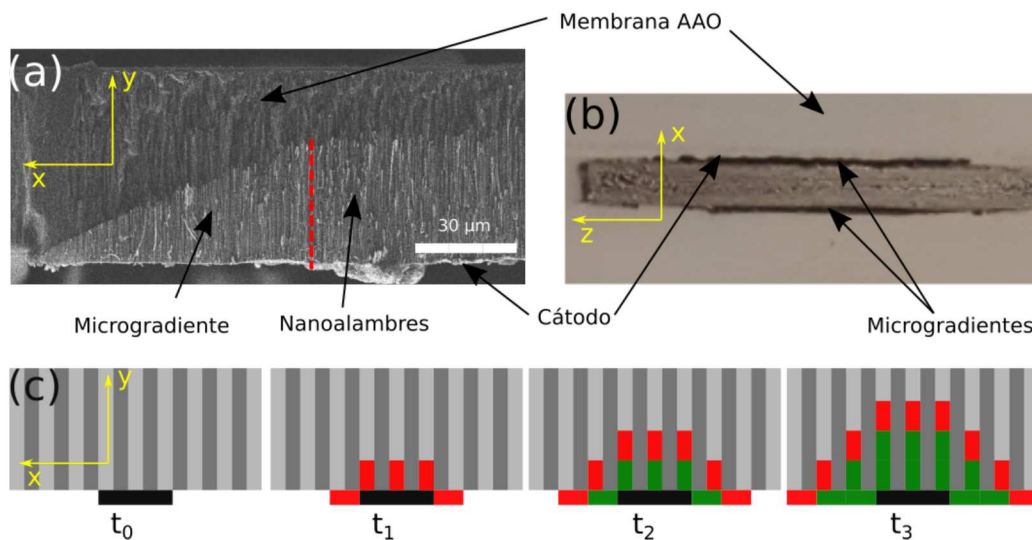 Membrana AAO
(a)
y
x
30 μm
(b)
x
z
Microgradiente
Nanoalambres
Cátodo
Microgradientes
(c)
y
x
t0
t1
t2
t3